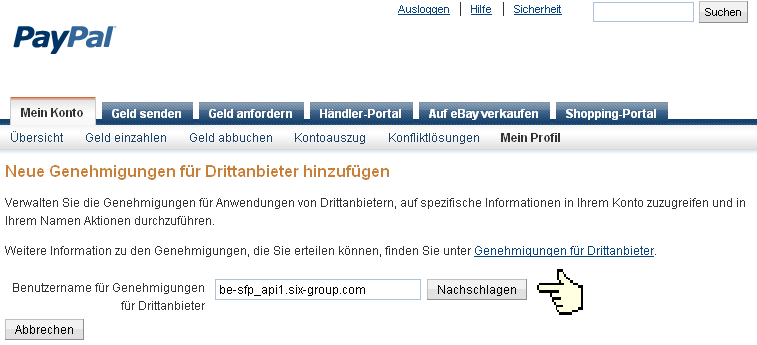 Ausloggen | Hilfe | Sicherheit Suchen
PayPal
Mein Konto Geld senden Geld anfordern Händler-Portal Auf eBay verkaufen Shopping-Portal
Übersicht Geld einzahlen Geld abbuchen Kontoauszug Konfliktlösungen Mein Profil
Neue Genehmigungen für Drittanbieter hinzufügen
Verwalten Sie die Genehmigungen für Anwendungen von Drittanbietern, auf spezifische Informationen in Ihrem Konto zuzugreifen und in
Ihrem Namen Aktionen durchzuführen.
Weitere Information zu den Genehmigungen, die Sie erteilen können, finden Sie unter Genehmigungen für Drittanbieter.
Benutzername für Genehmigungen be-sfp_api1.six-group.com Nachschlagen
für Drittanbieter
Abbrechen